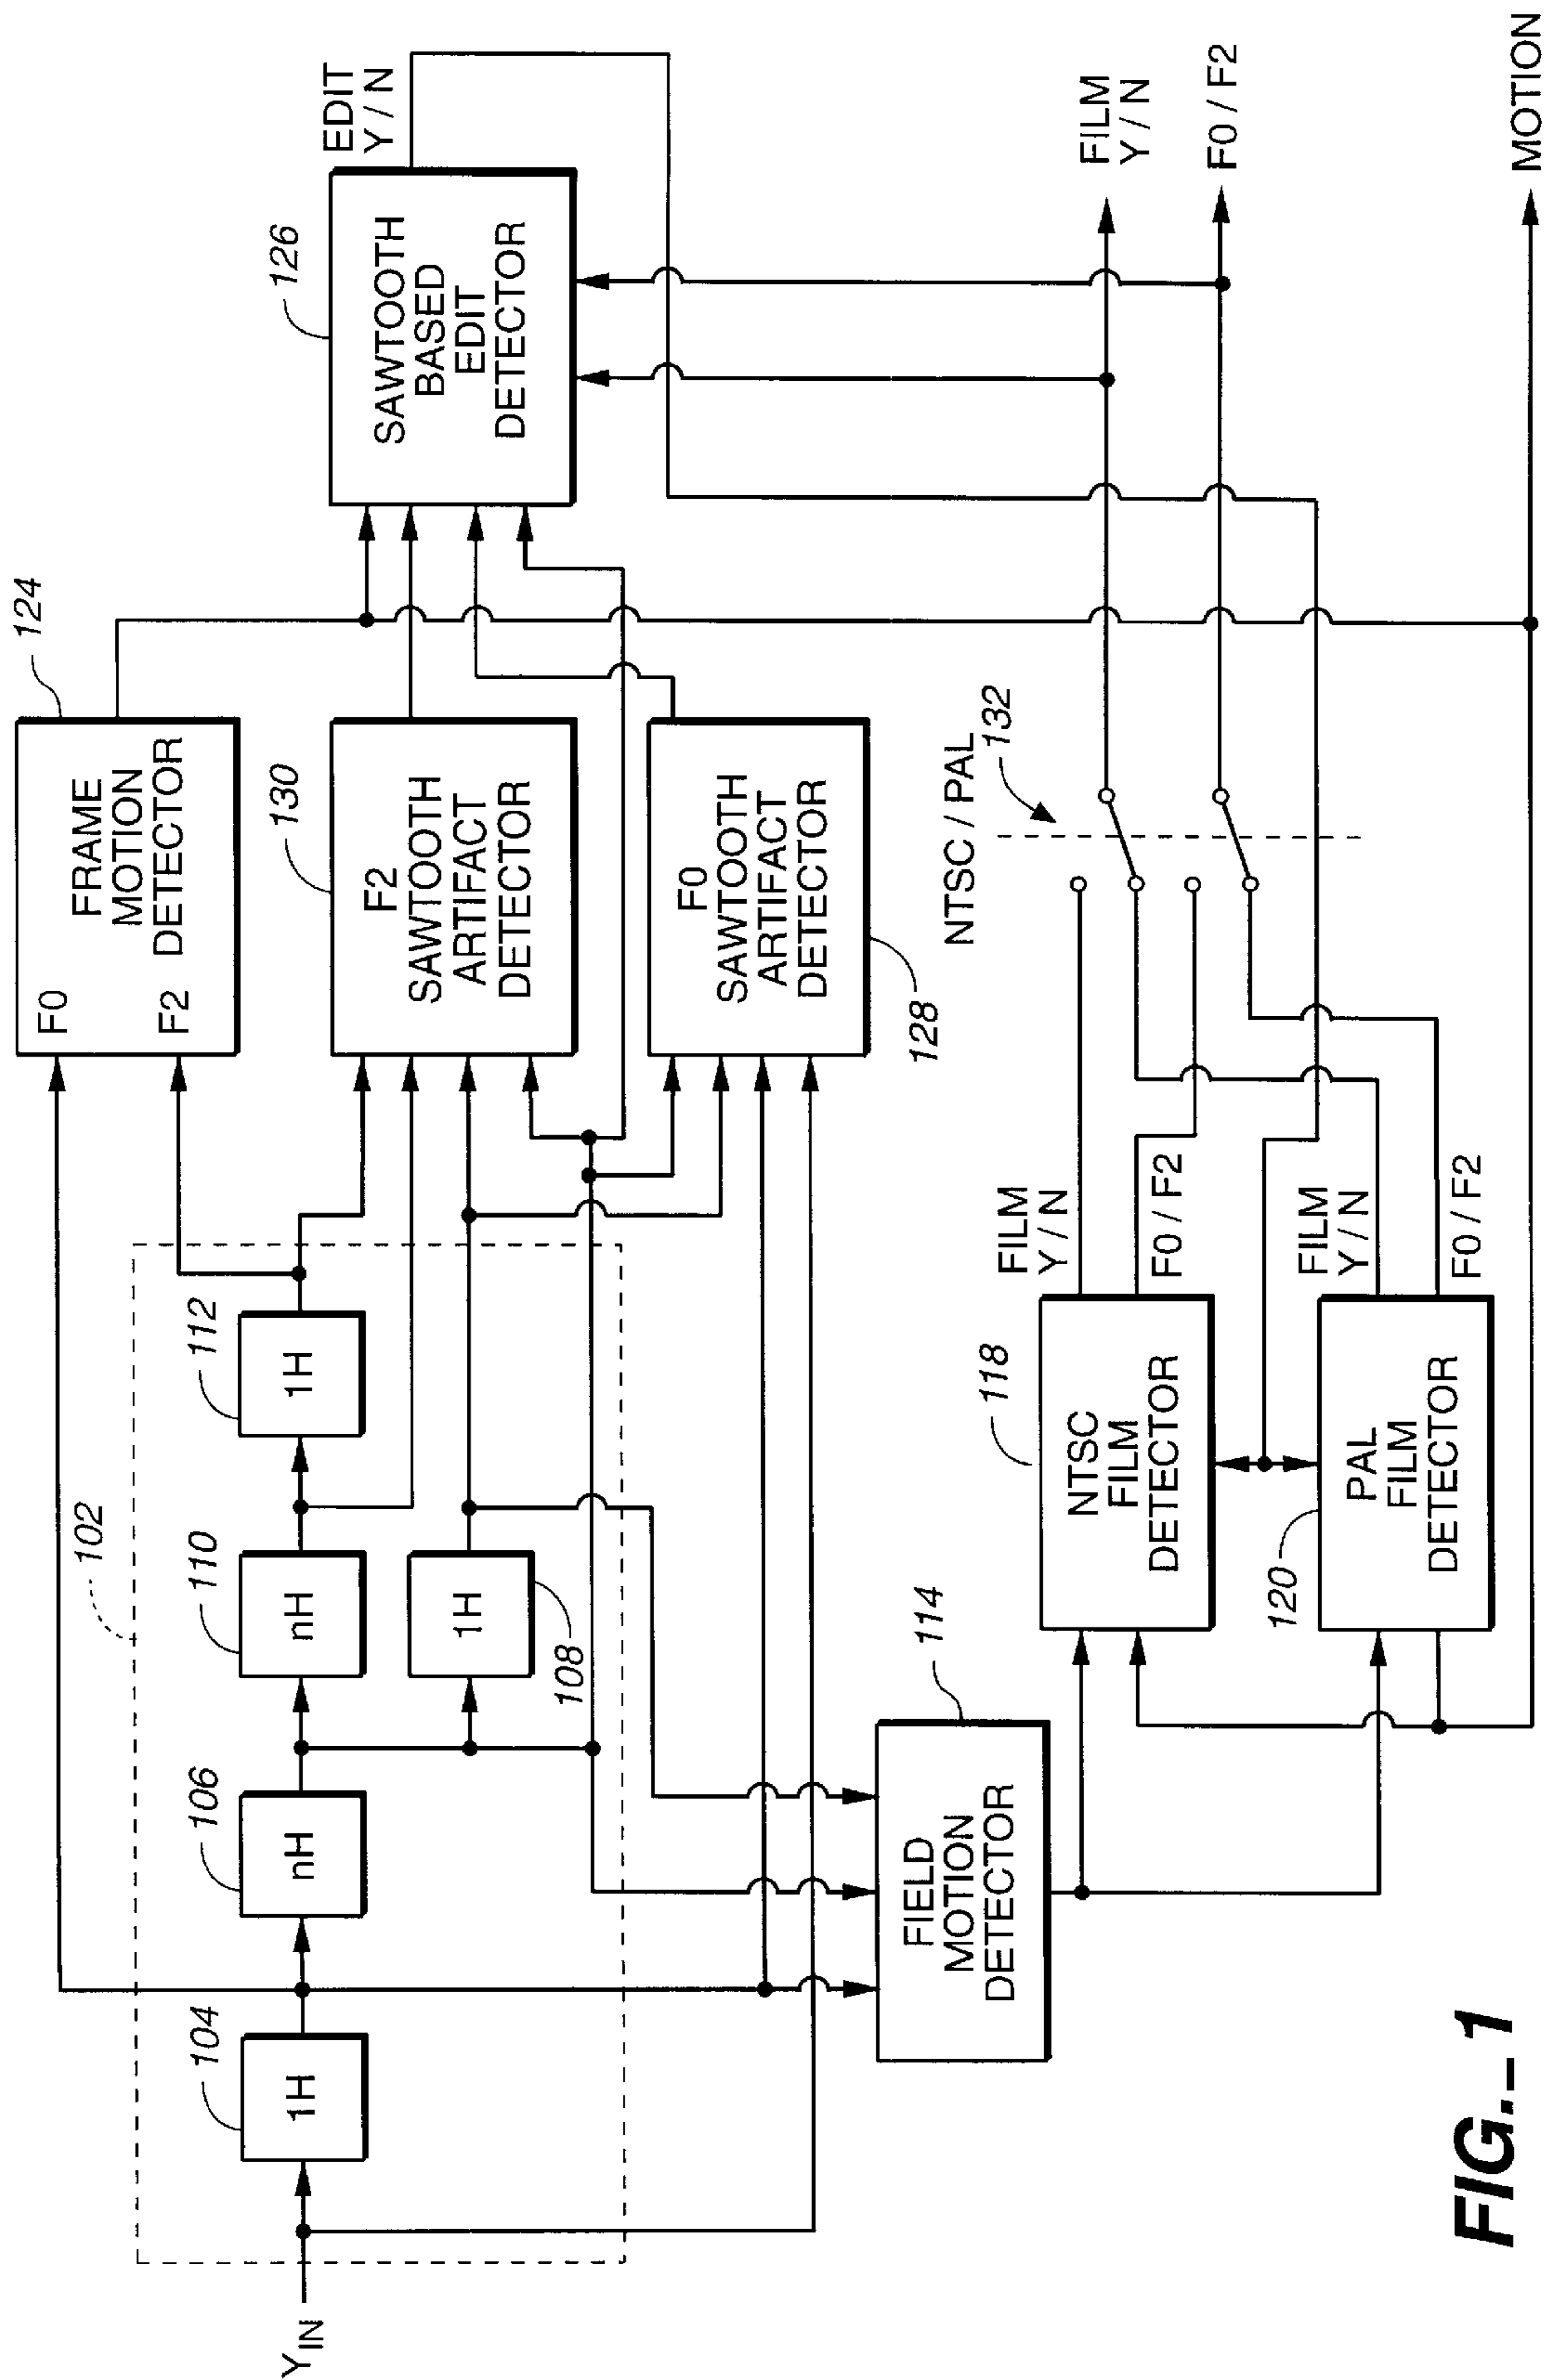 Y_IN
102
104
1H
106
nH
110
nH
112
1H
1H
108
124
F0
F2
FRAME
MOTION
DETECTOR
130
F2
SAWTOOTH
ARTIFACT
DETECTOR
F0
SAWTOOTH
ARTIFACT
DETECTOR
128
126
SAWTOOTH
BASED
EDIT
DETECTOR
EDIT
Y / N
114
FIELD
MOTION
DETECTOR
118
NTSC
FILM
DETECTOR
FILM
Y / N
F0 / F2
120
PAL
FILM
DETECTOR
FILM
Y / N
F0 / F2
NTSC / PAL
132
FILM
Y / N
F0 / F2
MOTION
FIG._1